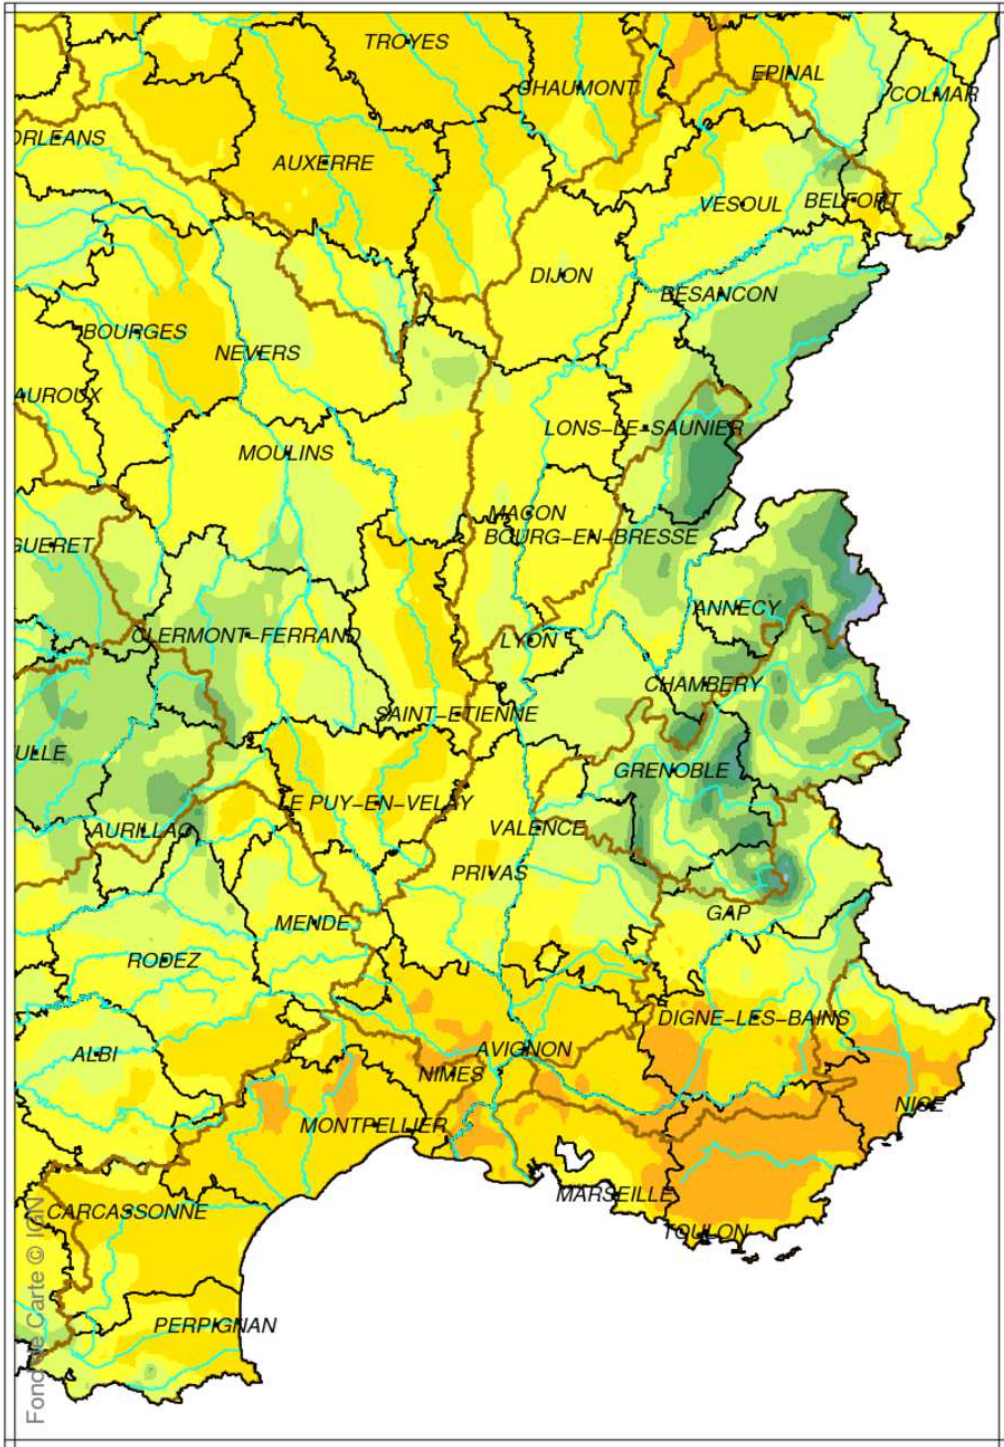 TROYES
EPINAL
CHAUMONT
COLMAR
ORLEANS
AUXERRE
VESOUL
BELFORT
DIJON
BESANCON
BOURGES
NEVERS
AUROUX
LONS-LE-SAUNIER
MOULINS
MACON
BOURG-EN-BRESSE
GUERET
ANNECY
CLERMONT-FERRAND
LYON
CHAMBERY
SAINT-ETIENNE
ULLE
GRENOBLE
LE PUY-EN-VELAY
VALENCE
AURILLAC
PRIVAS
GAP
MENDE
RODEZ
DIGNE-LES-BAINS
AVIGNON
ALBI
NIMES
NICE
MONTPELLIER
MARSEILLE
CARCASSONNE
TOULON
PERPIGNAN
Fond de Carte © IGN